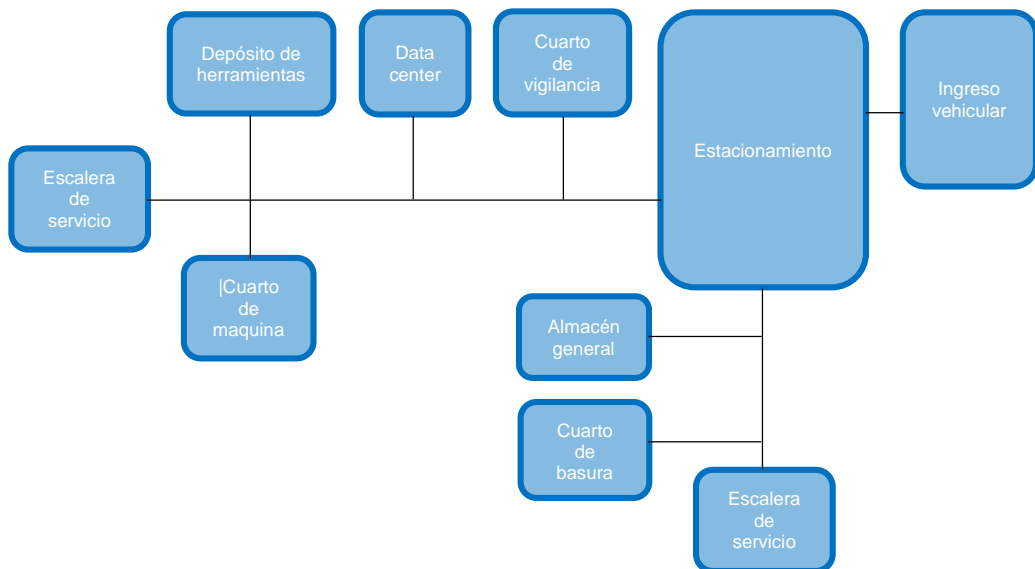 Depósito de
herramientas
Data
center
Cuarto
de
vigilancia
Estacionamiento
Ingreso
vehicular
Escalera
de
servicio
|Cuarto
de
maquina
Almacén
general
Cuarto
de
basura
Escalera
de
servicio